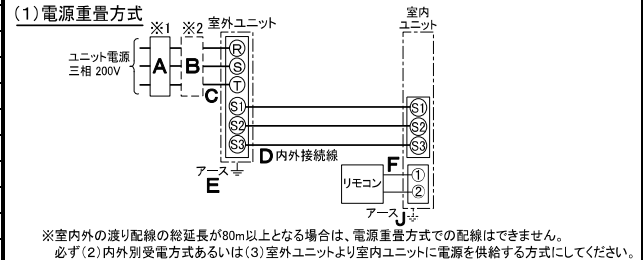 (1)電源重畳方式
※1 ※2 室外ユニット
室内
ユニット
ユニット電源
三相 200V
A B
R
S
T
C
S1 S1
S2 S2
S3 S3
D 内外接続線
アース
E
リモコン
F
①
②
アース J
※室内外の渡り配線の総延長が80m以上となる場合は、電源重畳方式での配線はできません。
必ず(2)内外別受電方式あるいは(3)室外ユニットより室内ユニットに電源を供給する方式にしてください。